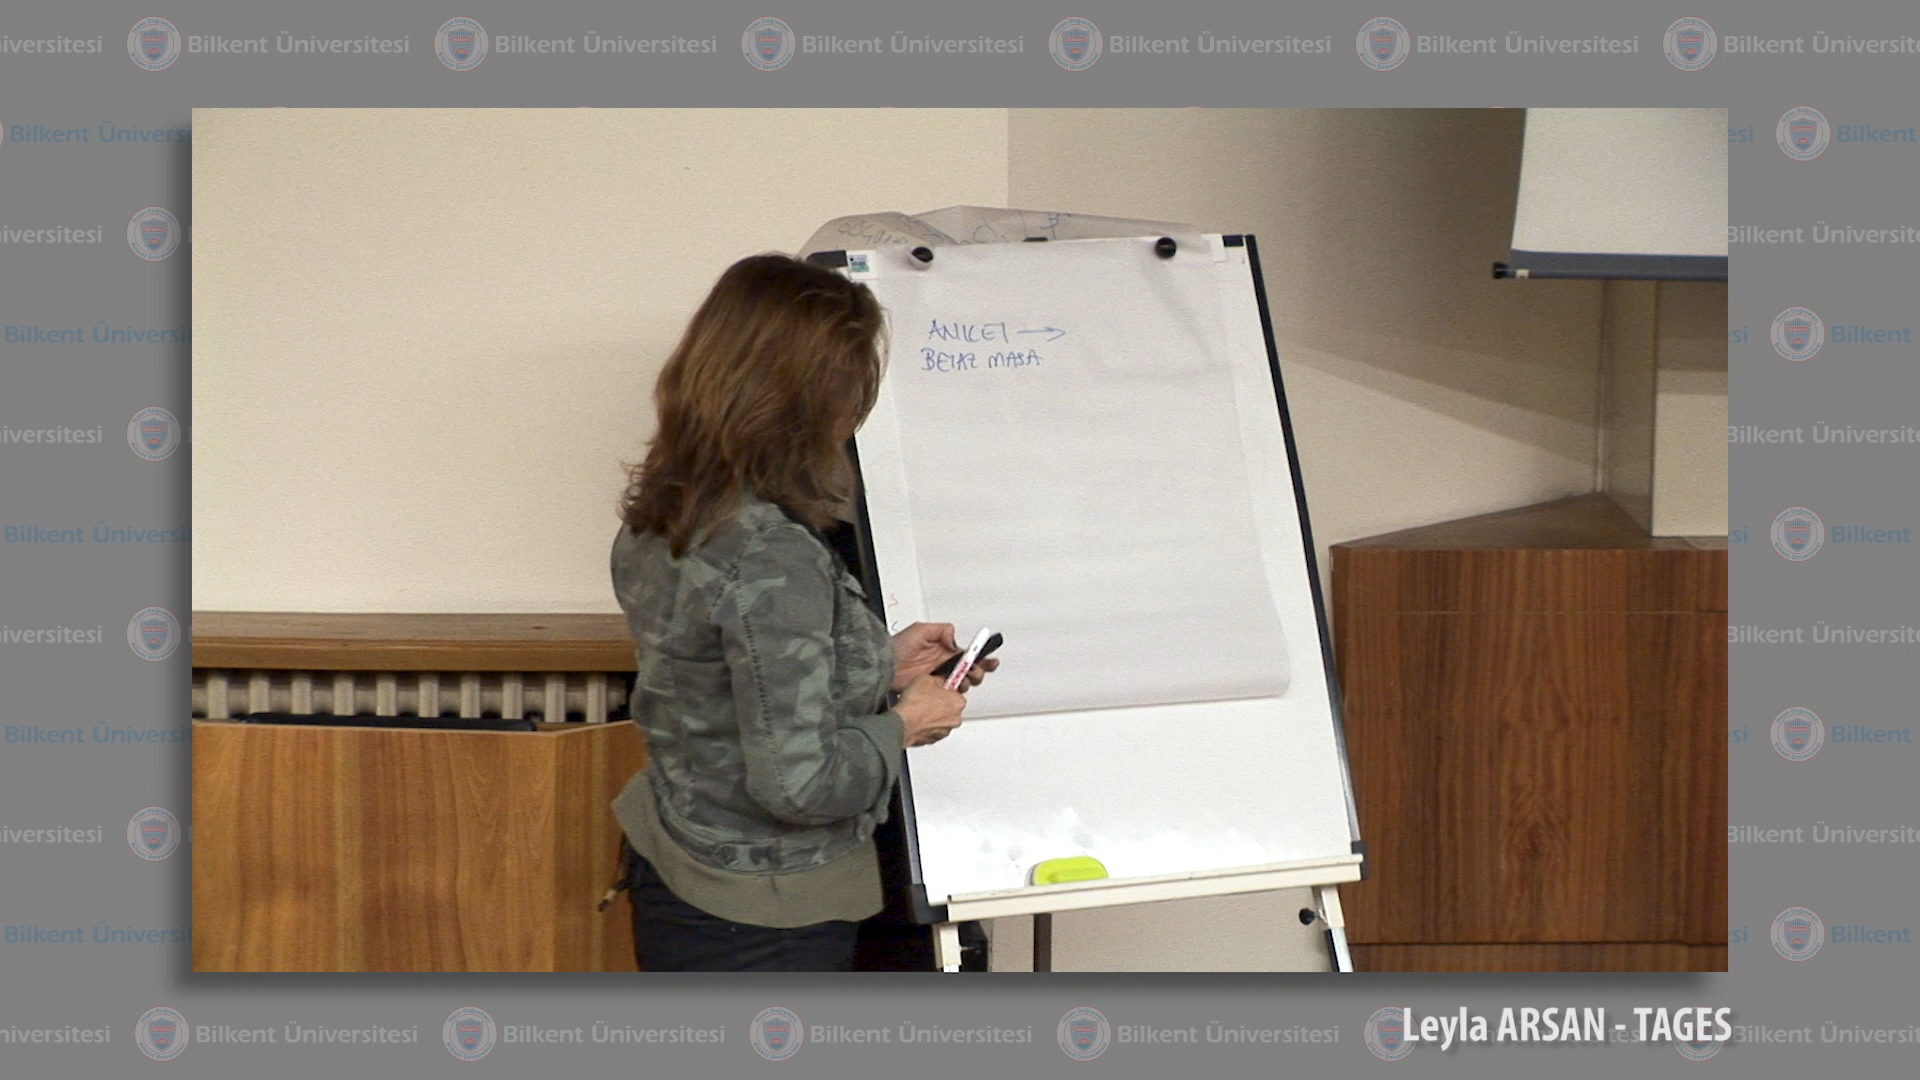 Bilkent Üniversitesi
ANKET →
BEYAZ MASA
Leyla ARSAN - TAGES